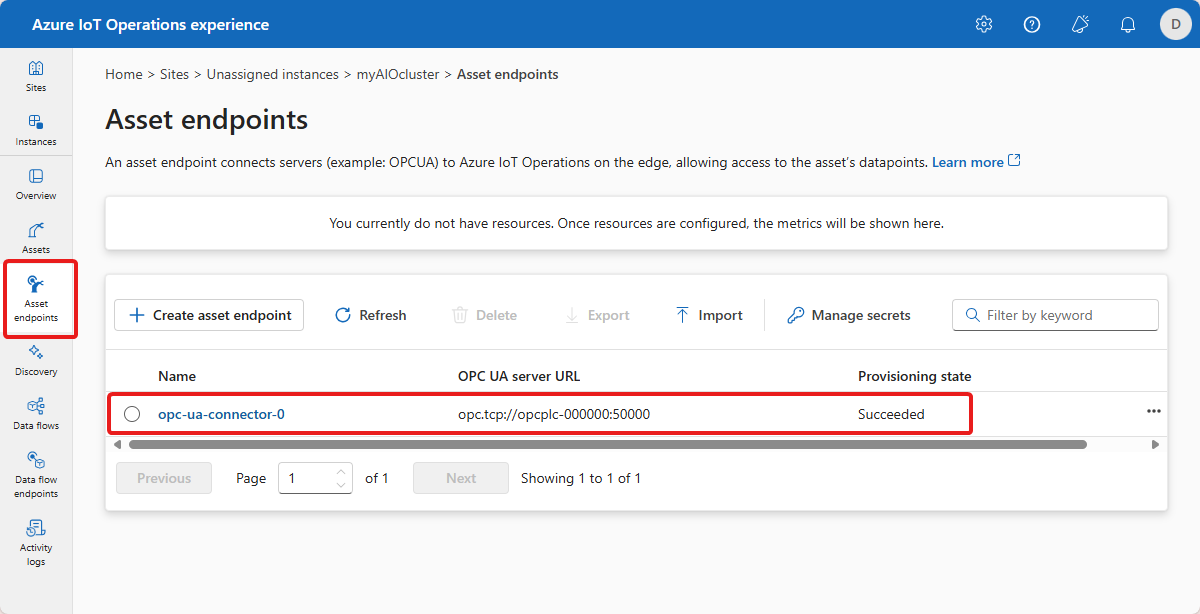 Azure IoT Operations experience
D
Sites
Instances
Overview
Assets
Asset
endpoints
Discovery
Data flows
Data flow
endpoints
Activity
logs
Home > Sites > Unassigned instances > myAIOcluster > Asset endpoints
Asset endpoints
An asset endpoint connects servers (example: OPCUA) to Azure IoT Operations on the edge, allowing access to the asset's datapoints. Learn more
You currently do not have resources. Once resources are configured, the metrics will be shown here.
Create asset endpoint Refresh Delete Export Import Manage secrets Filter by keyword
Name OPC UA server URL Provisioning state
opc-ua-connector-0 opc.tcp://opcplc-000000:50000 Succeeded
Previous Page 1 of 1 Next Showing 1 to 1 of 1